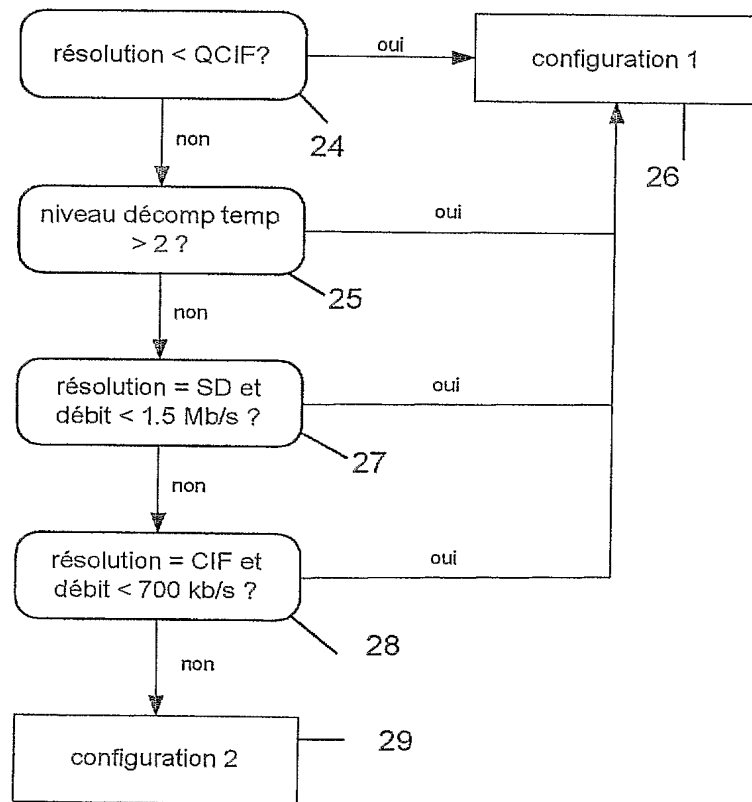 résolution < QCIF?
oui
configuration 1
24
26
non
niveau décomp temp
> 2 ?
oui
25
non
résolution = SD et
débit < 1.5 Mb/s ?
oui
27
non
résolution = CIF et
débit < 700 kb/s ?
oui
28
non
configuration 2
29